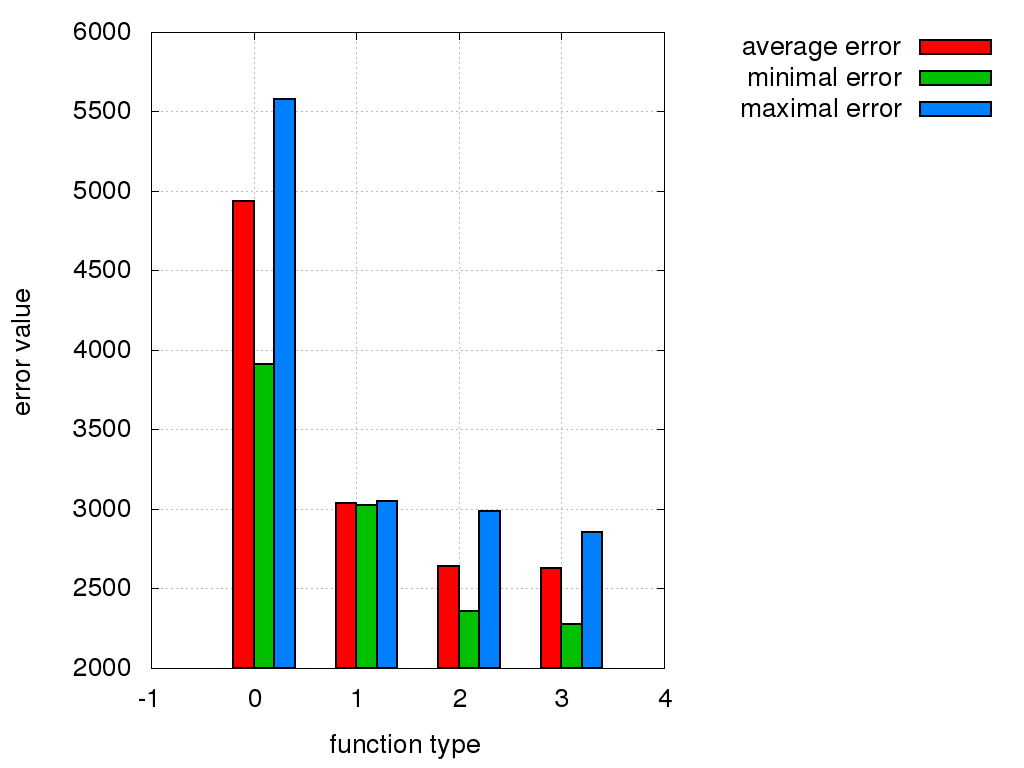 average error
minimal error
maximal error
6000
5500
5000
4500
4000
3500
3000
2500
2000
error value
-1 0 1 2 3 4
function type